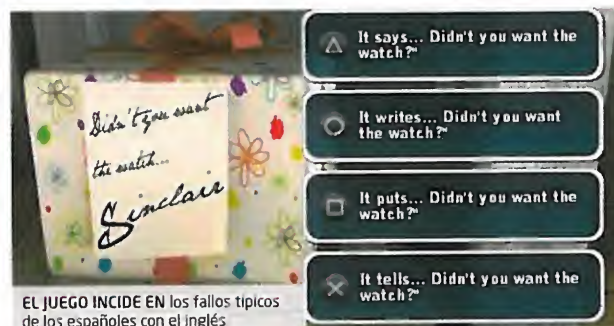 Didn't you want
the watch...
Sinclair
It says... Didn't you want the
watch?"
It writes... Didn't you want
the watch?"
It puts... Didn't you want the
watch?"
It tells... Didn't you want the
watch?"
EL JUEGO INCIDE EN los fallos típicos
de los españoles con el inglés